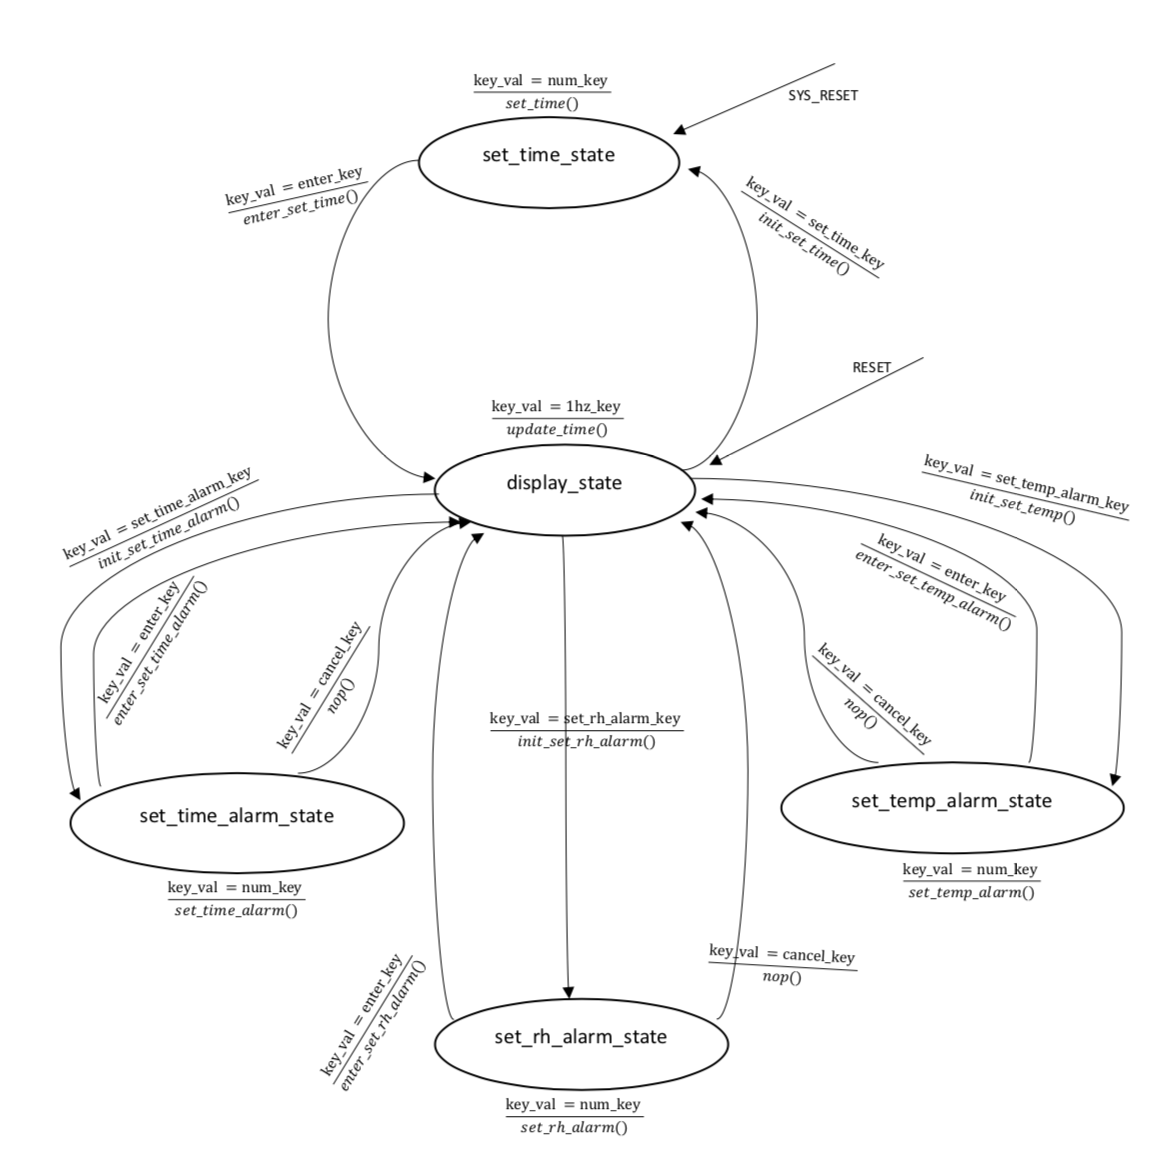 key_val = num_key
set_time()
SYS_RESET
set_time_state
key_val = enter_key
enter_set_time()
key_val = set_time_key
init_set_time()
RESET
key_val = 1hz_key
update_time()
display_state
key_val = set_time_alarm_key
init_set_time_alarm()
key_val = set_temp_alarm_key
init_set_temp()
key_val = enter_key
enter_set_time_alarm()
key_val = enter_key
enter_set_temp_alarm()
key_val = cancel_key
nop()
key_val = cancel_key
nop()
key_val = set_rh_alarm_key
init_set_rh_alarm()
set_time_alarm_state
key_val = num_key
set_time_alarm()
set_temp_alarm_state
key_val = num_key
set_temp_alarm()
key_val = enter_key
enter_set_rh_alarm()
key_val = cancel_key
nop()
set_rh_alarm_state
key_val = num_key
set_rh_alarm()